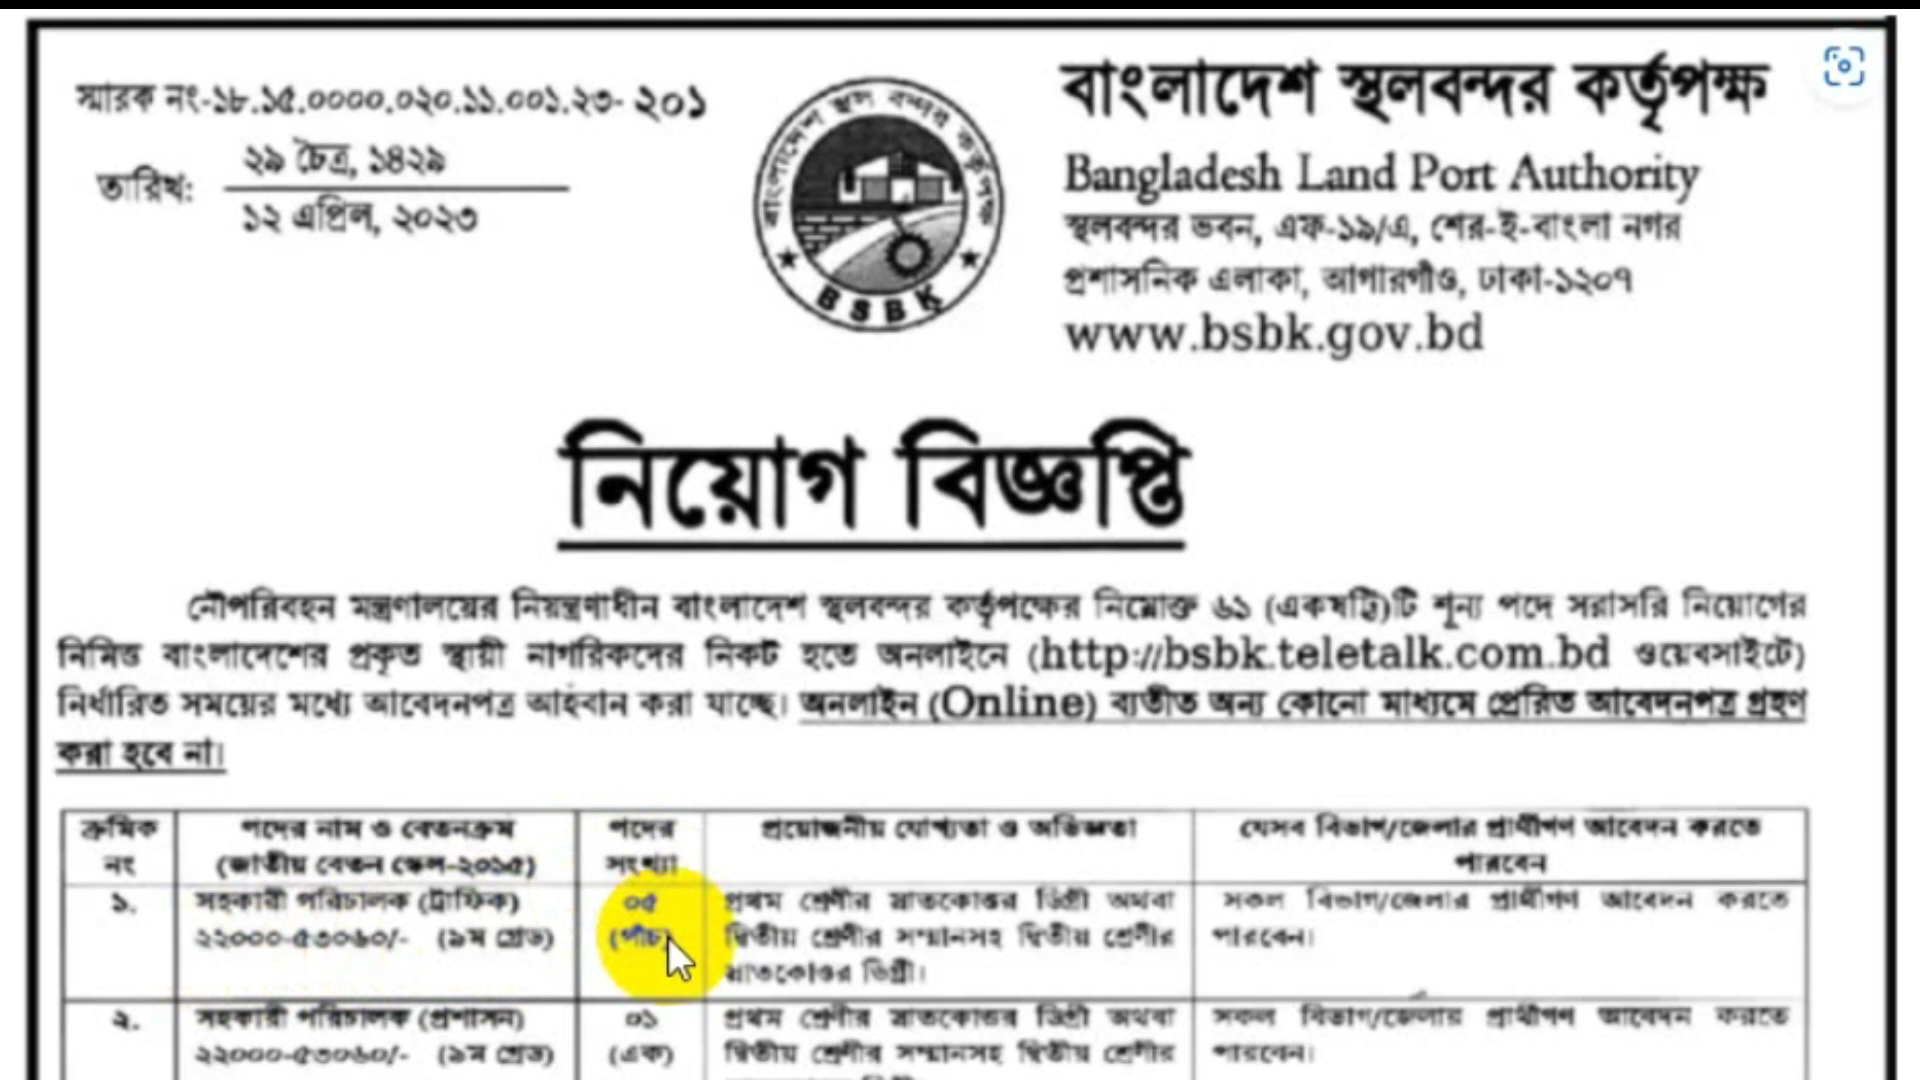 স্মারক নং-১৮.১৫.০০০০.০২০.১১.০০১.২৩- ২০১
তারিখ:
২৯ চৈত্র, ১৪২৯
১২ এপ্রিল, ২০২৩
বাংলাদেশ স্থল বন্দর কর্তৃপক্ষ
BSBK
বাংলাদেশ স্থলবন্দর কর্তৃপক্ষ
Bangladesh Land Port Authority
স্থলবন্দর ভবন, এফ-১৯/এ, শের-ই-বাংলা নগর
প্রশাসনিক এলাকা, আগারগাঁও, ঢাকা-১২০৭
www.bsbk.gov.bd
নিয়োগ বিজ্ঞপ্তি
নৌপরিবহন মন্ত্রণালয়ের নিয়ন্ত্রণাধীন বাংলাদেশ স্থলবন্দর কর্তৃপক্ষের নিম্নোক্ত ৬১ (একষট্টি)টি শূন্য পদে সরাসরি নিয়োগের
নিমিত্ত বাংলাদেশের প্রকৃত স্থায়ী নাগরিকদের নিকট হতে অনলাইনে (http://bsbk.teletalk.com.bd ওয়েবসাইটে)
নির্ধারিত সময়ের মধ্যে আবেদনপত্র আহবান করা যাচ্ছে। অনলাইন (Online) ব্যতীত অন্য কোনো মাধ্যমে প্রেরিত আবেদনপত্র গ্রহণ
করা হবে না।
ক্রমিক নং
পদের নাম ও বেতনক্রম
(জাতীয় বেতন স্কেল-২০১৫)
পদের সংখ্যা
প্রয়োজনীয় যোগ্যতা ও অভিজ্ঞতা
যেসব বিভাগ/জেলার প্রার্থীগণ আবেদন করতে
পারবেন
১.
সহকারী পরিচালক (ট্রাফিক)
২২০০০-৫৩০৬০/- (৯ম গ্রেড)
০৫
(পাঁচ)
প্রথম শ্রেণীর স্নাতকোত্তর ডিগ্রী অথবা
দ্বিতীয় শ্রেণীর সম্মানসহ দ্বিতীয় শ্রেণীর
স্নাতকোত্তর ডিগ্রী।
সকল বিভাগ/জেলার প্রার্থীগণ আবেদন করতে
পারবেন।
২.
সহকারী পরিচালক (প্রশাসন)
২২০০০-৫৩০৬০/- (৯ম গ্রেড)
০১
(এক)
প্রথম শ্রেণীর স্নাতকোত্তর ডিগ্রী অথবা
দ্বিতীয় শ্রেণীর সম্মানসহ দ্বিতীয় শ্রেণীর
সকল বিভাগ/জেলার প্রার্থীগণ আবেদন করতে
পারবেন।